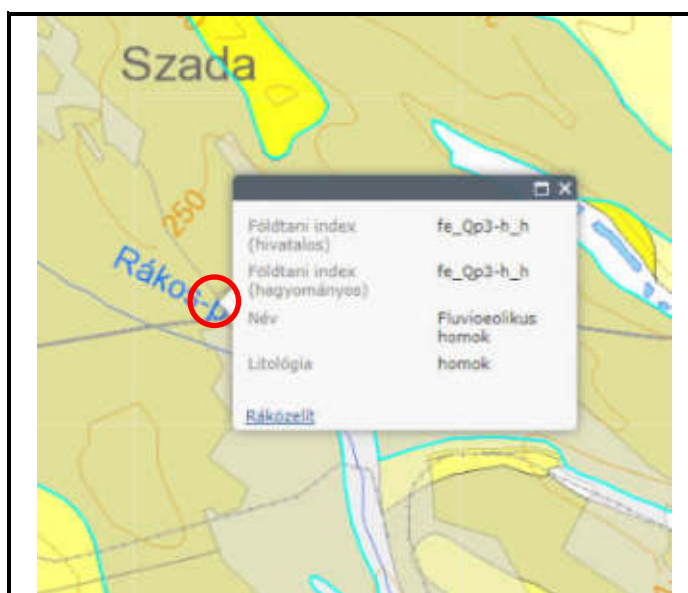 Szada
250
Rákos-p
Földtani index
(hivatalos)
fe_Qp3-h_h
Földtani index
(hagyományos)
fe_Qp3-h_h
Név
Fluvioeolikus
homok
Litológia
homok
Ráközelít